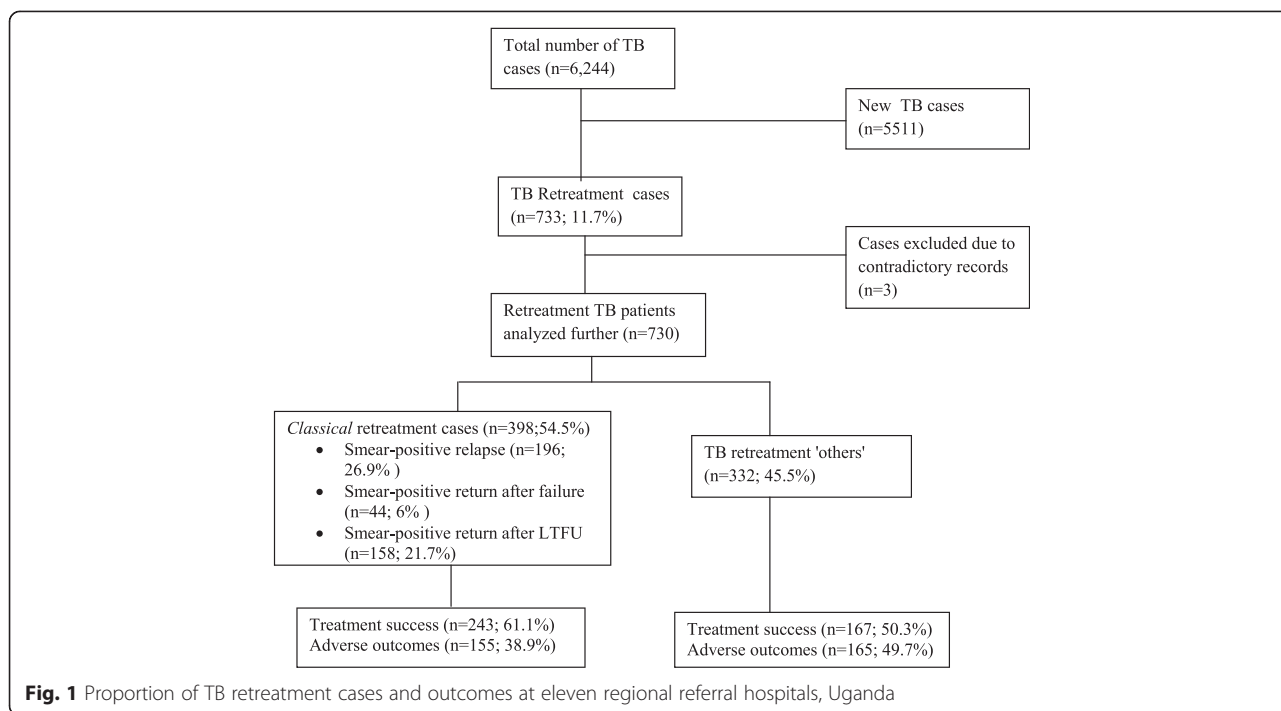 Total number of TB
cases (n=6,244)
New TB cases
(n=5511)
TB Retreatment cases
(n=733; 11.7%)
Cases excluded due to
contradictory records
(n=3)
Retreatment TB patients
analyzed further (n=730)
Classical retreatment cases (n=398;54.5%)
• Smear-positive relapse (n=196;
26.9% )
• Smear-positive return after failure
(n=44; 6% )
• Smear-positive return after LTFU
(n=158; 21.7%)
TB retreatment 'others'
(n=332; 45.5%)
Treatment success (n=243; 61.1%)
Adverse outcomes (n=155; 38.9%)
Treatment success (n=167; 50.3%)
Adverse outcomes (n=165; 49.7%)
Fig. 1 Proportion of TB retreatment cases and outcomes at eleven regional referral hospitals, Uganda